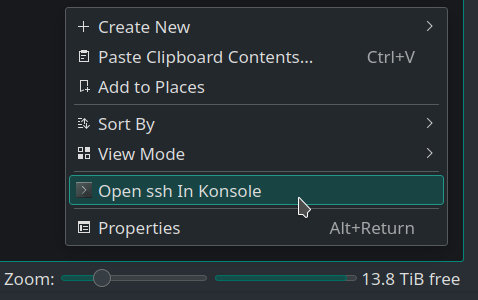 Create New
Paste Clipboard Contents... Ctrl+V
Add to Places
Sort By
View Mode
Open ssh In Konsole
Properties Alt+Return
Zoom: 13.8 TiB free